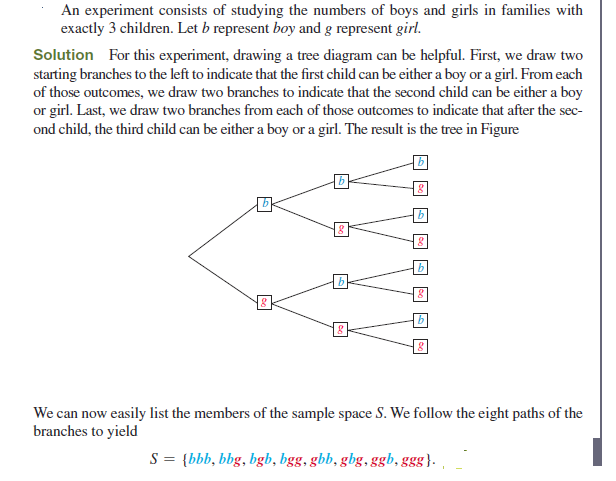 An experiment consists of studying the numbers of boys and girls in families with
exactly 3 children. Let b represent boy and g represent girl.
Solution For this experiment, drawing a tree diagram can be helpful. First, we draw two
starting branches to the left to indicate that the first child can be either a boy or a girl. From each
of those outcomes, we draw two branches to indicate that the second child can be either a boy
or girl. Last, we draw two branches from each of those outcomes to indicate that after the sec-
ond child, the third child can be either a boy or a girl. The result is the tree in Figure
b
b
g
b
b
g
g
b
b
g
g
b
g
g
We can now easily list the members of the sample space S. We follow the eight paths of the
branches to yield
S = {bbb, bbg, bgb, bgg, gbb, gbg, ggb, ggg}.